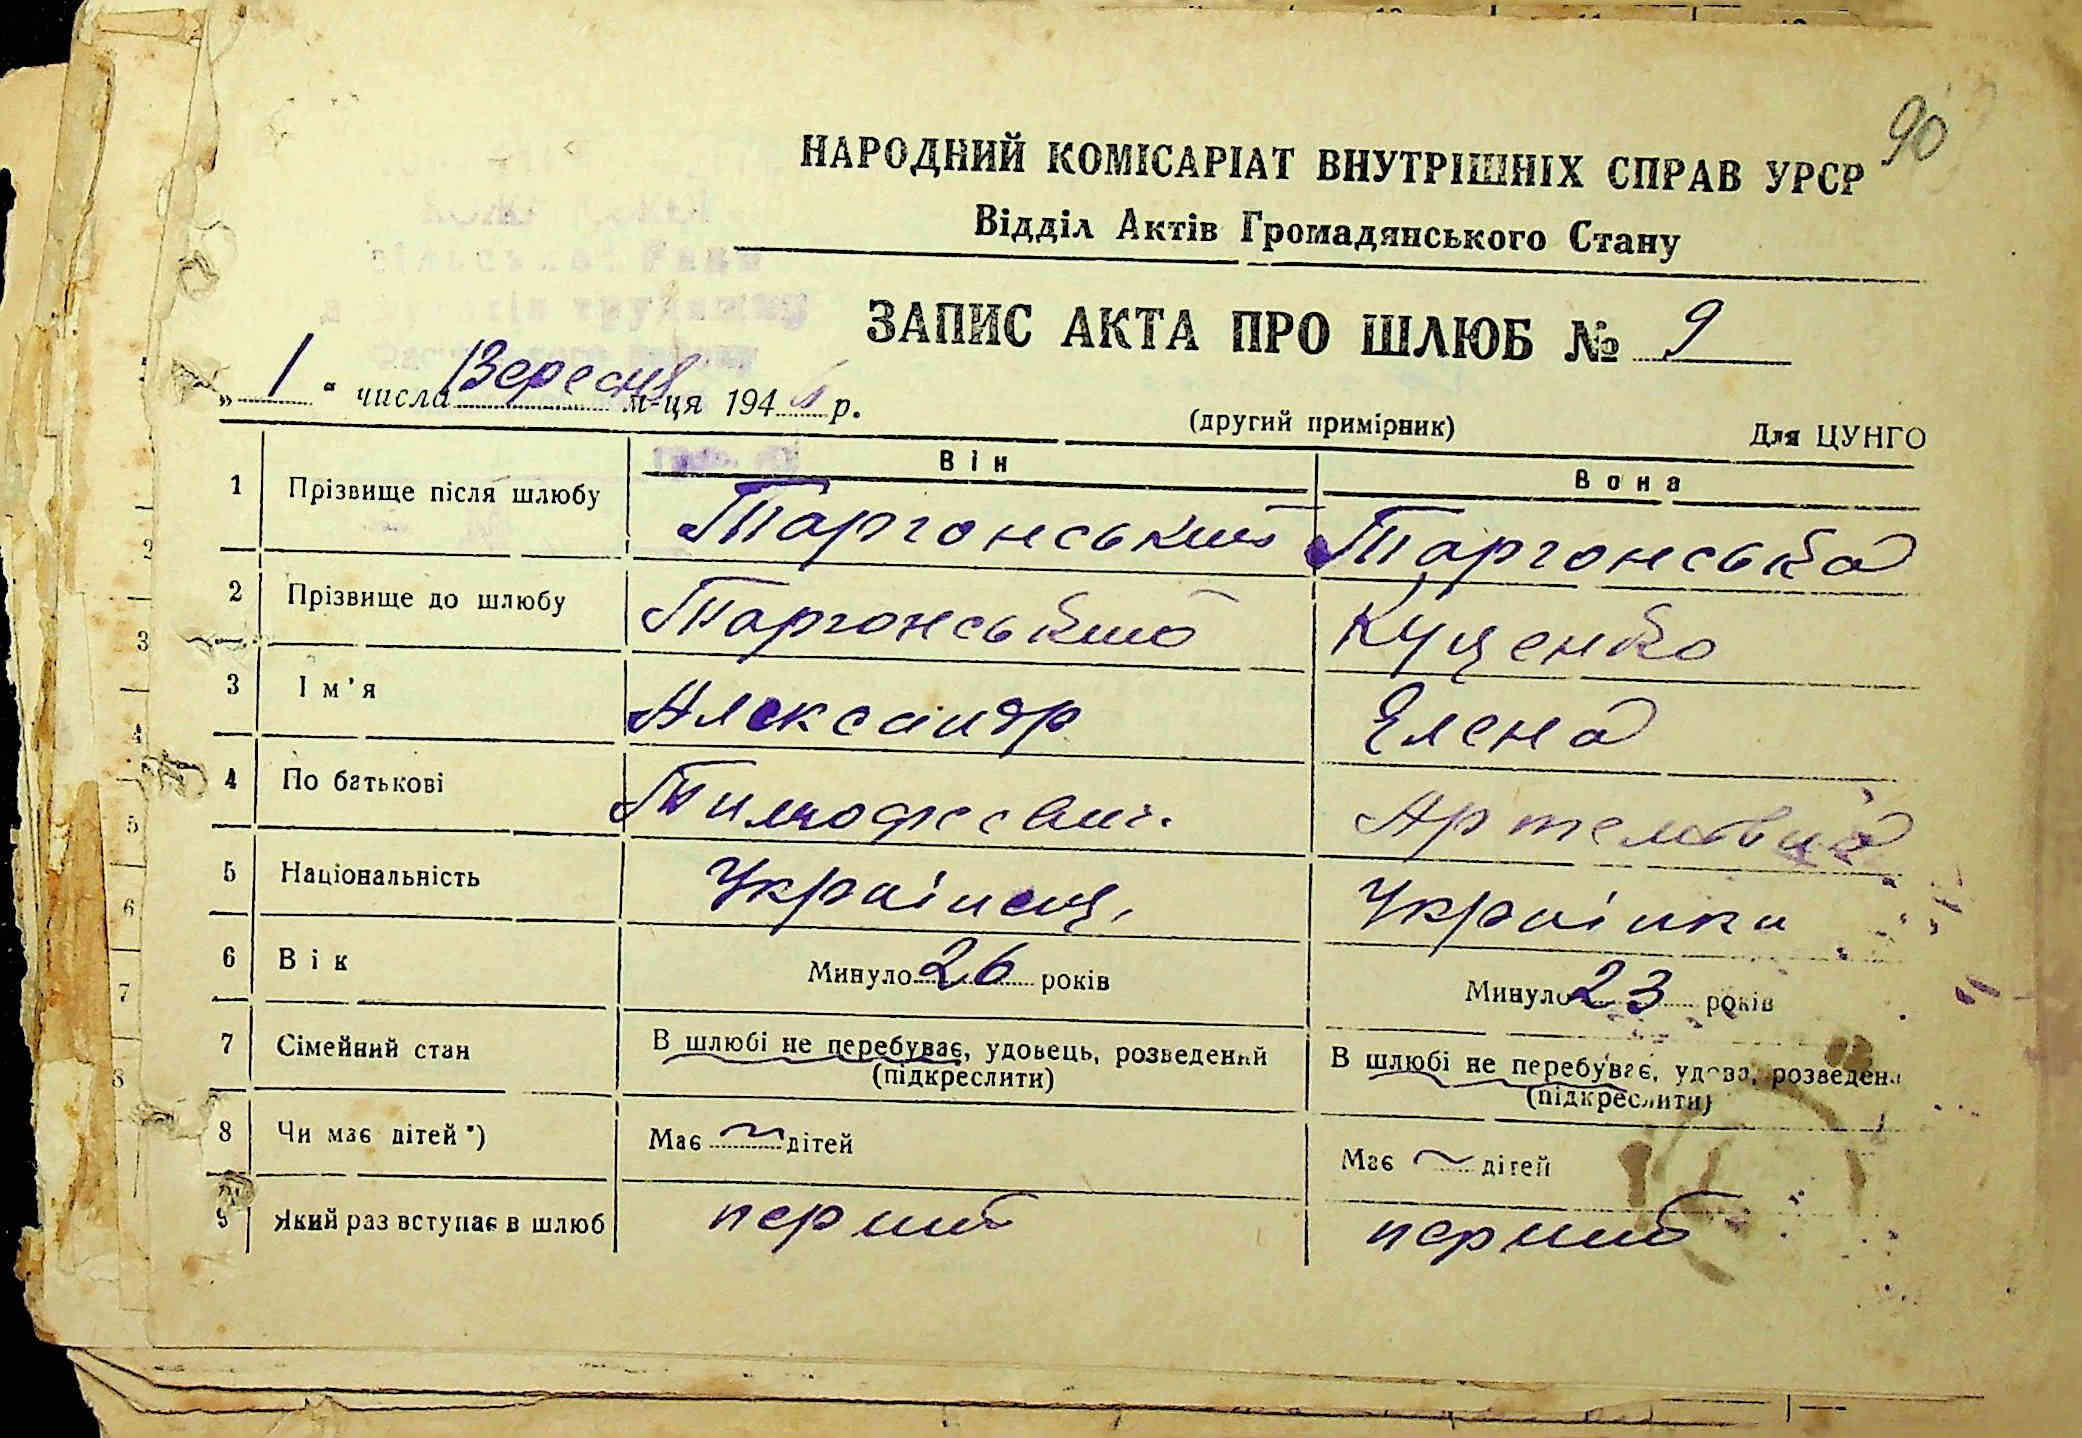 90
НАРОДНИЙ КОМІСАРІАТ ВНУТРІШНІХ СПРАВ УРСР
Відділ Актів Громадянського Стану
ЗАПИС АКТА ПРО ШЛЮБ № 9
„ 1 “ числа Вересня м-ця 194 р.
(другий примірник) Для ЦУНГО
Він Вона
1 Прізвище після шлюбу Таргонський Таргонська
2 Прізвище до шлюбу Таргонський Куценко
3 Ім’я Александр Елена
4 По батькові Тимофеевич. Артемовна
5 Національність Українець, Українка
6 Вік Минуло 26 років Минуло 23 років
7 Сімейний стан В шлюбі не перебуває, удовець, розведений В шлюбі не перебуває, удова, розведена
(підкреслити) (підкреслити)
8 Чи має дітей*) Має ~ дітей Має ~ дітей
9 Який раз вступає в шлюб перший перший